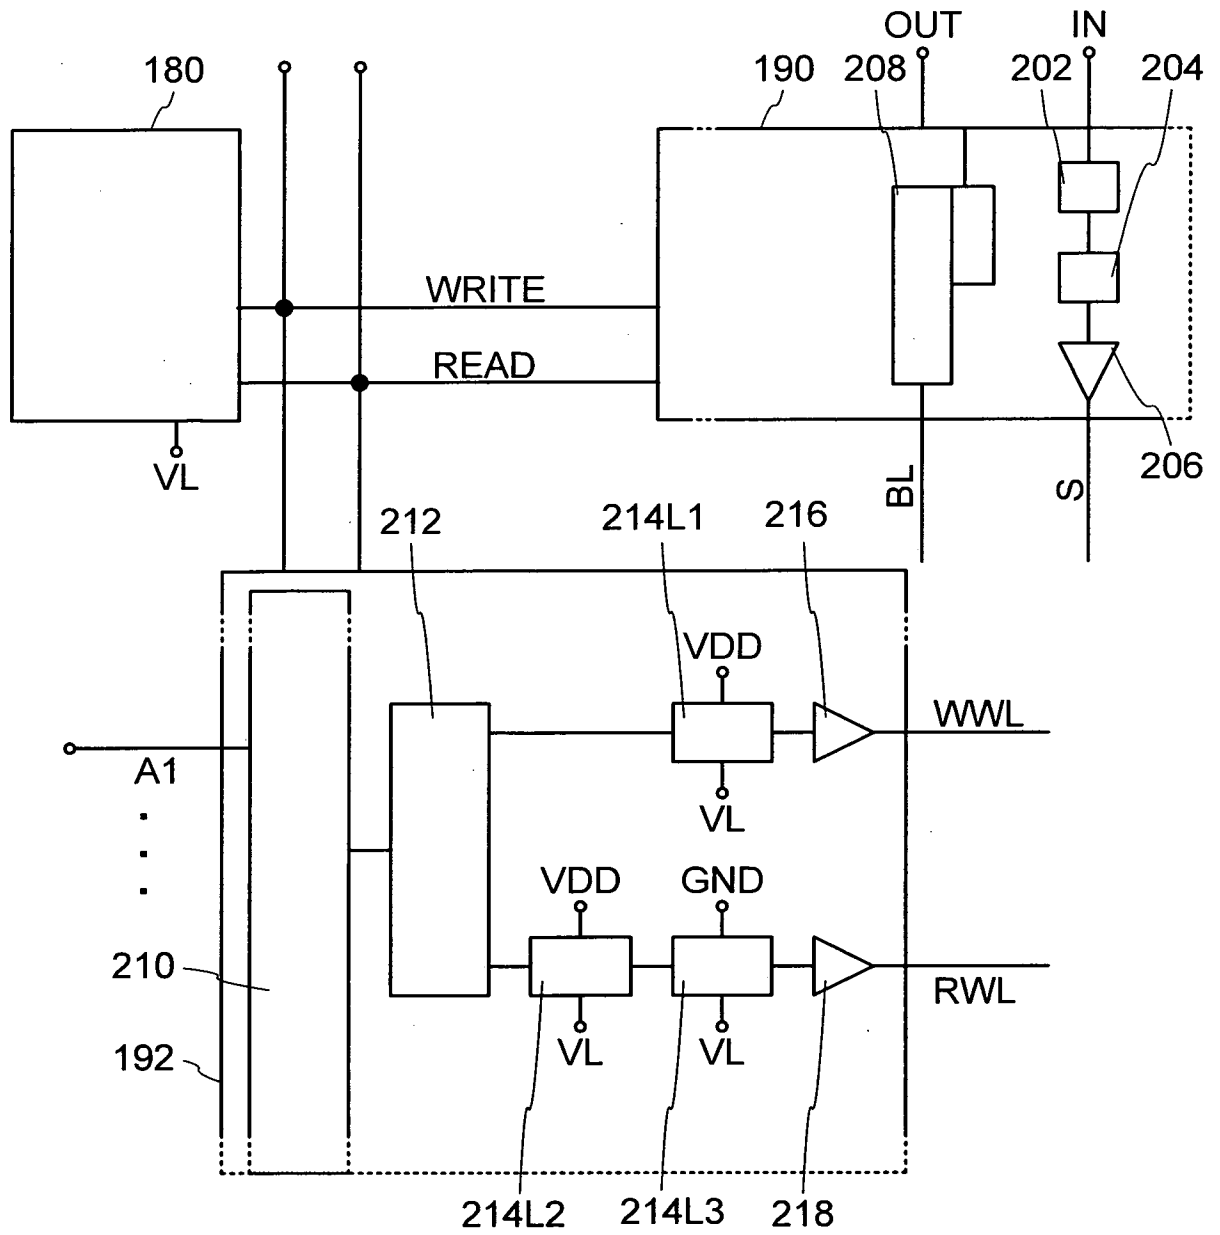 OUT IN
180 190 208 202 204
WRITE
READ
VL
206
BL
S
212 214L1 216
VDD
WWL
A1
VL
VDD GND
210
RWL
VL VL
192
214L2 214L3 218